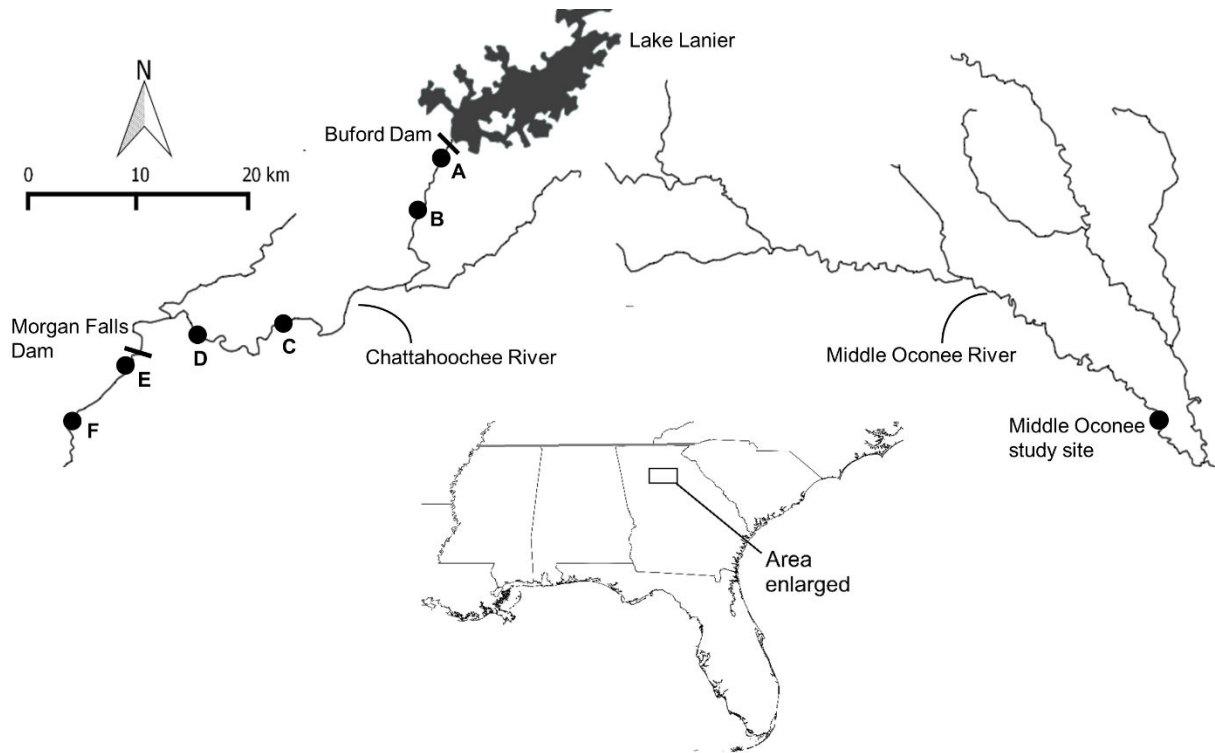 Lake Lanier
N
Buford Dam
0 10 20 km
A
B
Morgan Falls
Dam
D
C
E
Chattahoochee River
Middle Oconee River
F
Middle Oconee
study site
Area
enlarged